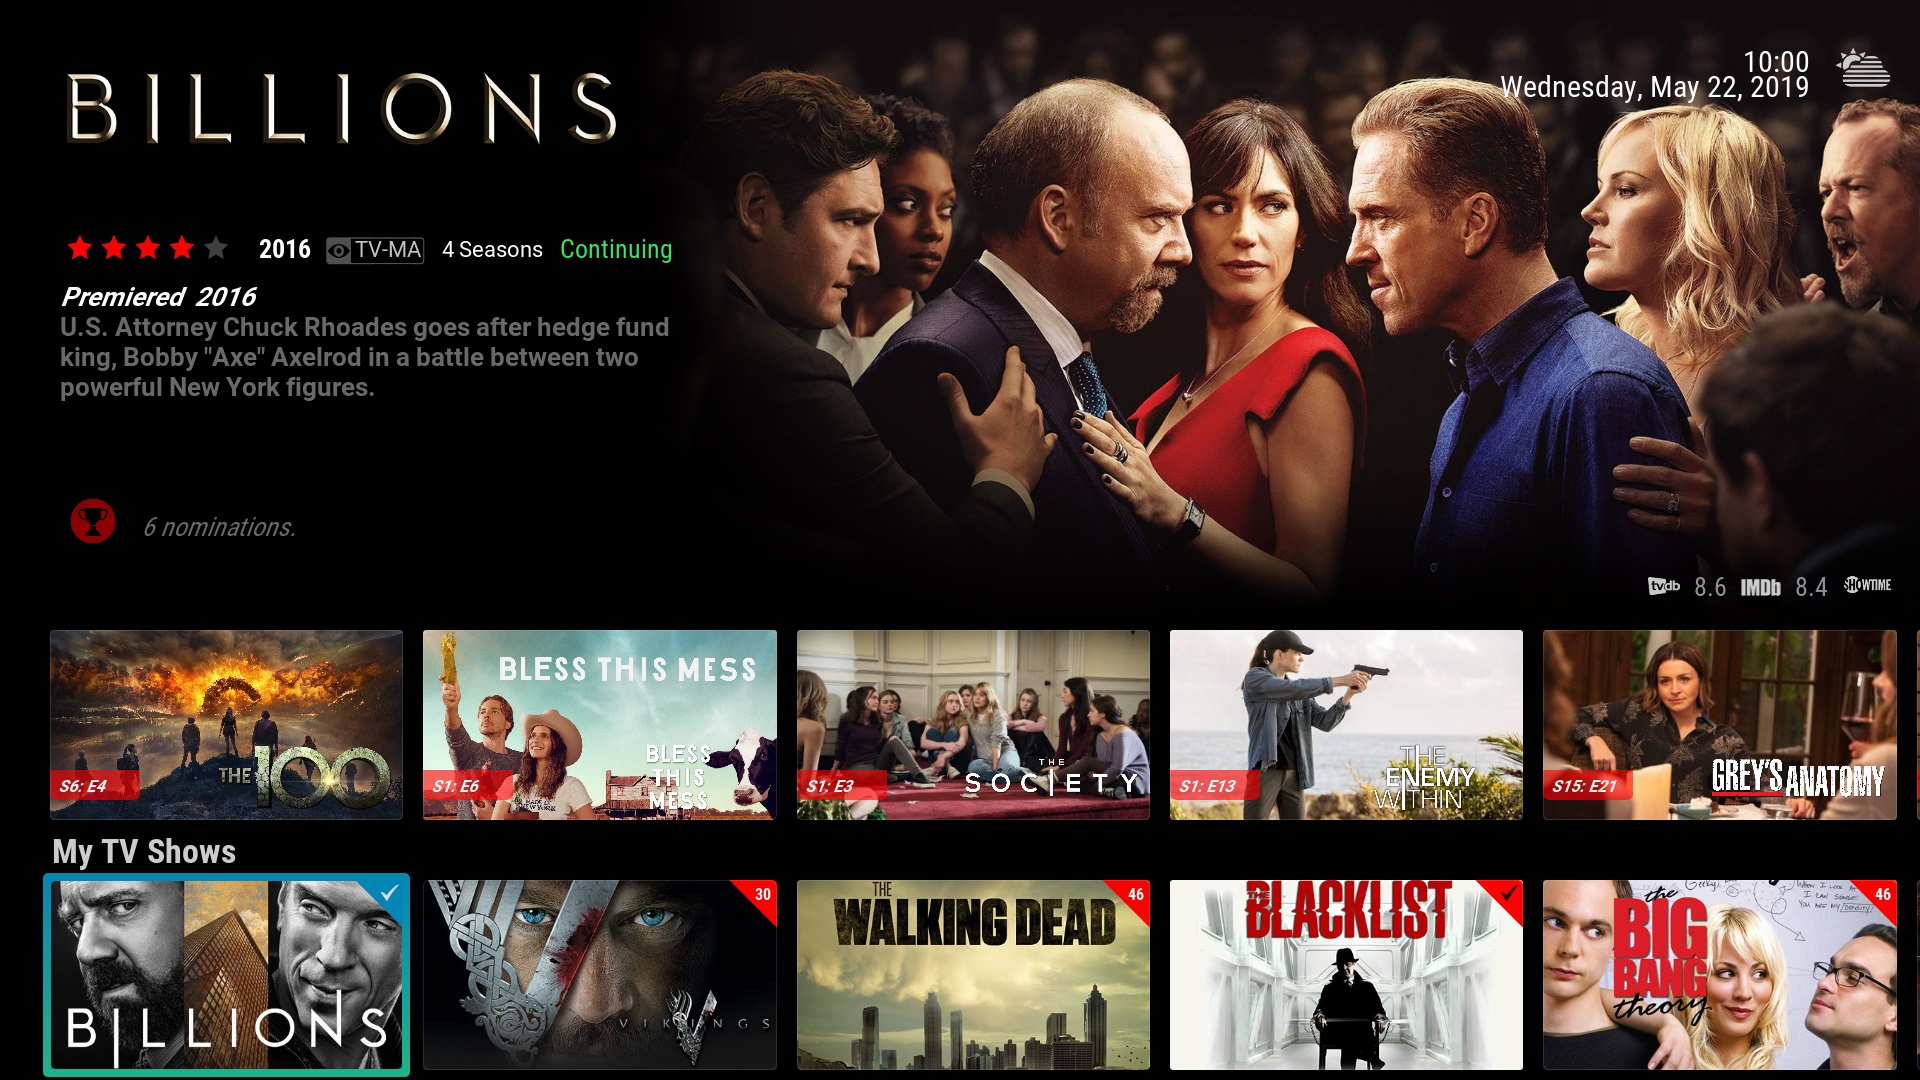 BILLIONS
10:00
Wednesday, May 22, 2019
2016 TV-MA 4 Seasons Continuing
Premiered 2016
U.S. Attorney Chuck Rhoades goes after hedge fund
king, Bobby "Axe" Axelrod in a battle between two
powerful New York figures.
6 nominations.
tvdb 8.6 IMDb 8.4 SHOWTIME
S6: E4
THE 100
BLESS THIS MESS
BLESS
THIS
MESS
S1: E6
S1: E3
THE
SOCIETY
S1: E13
THE
ENEMY
WITHIN
S15: E21
GREY'S ANATOMY
My TV Shows
BILLIONS
30
VIKINGS
46
THE
WALKING DEAD
THE
BLACKLIST
46
the
BIG
BANG
theory